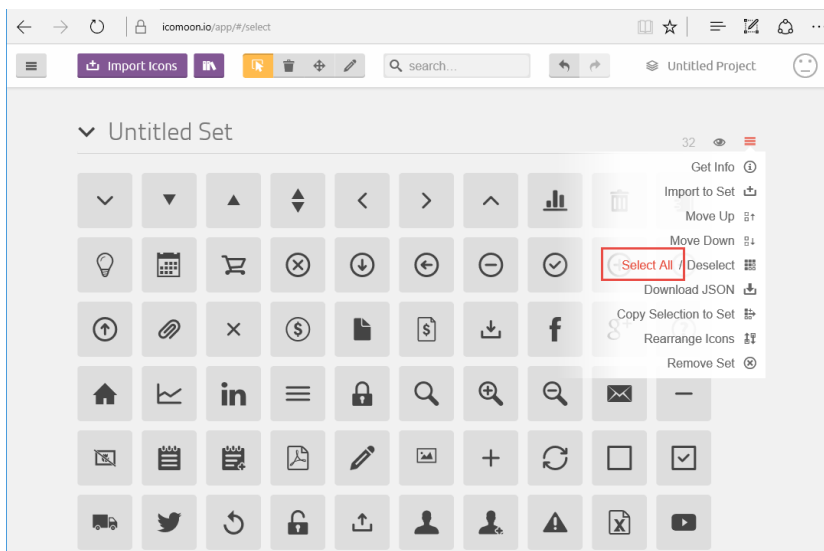 icomoon.io/app/#/select
Import Icons
search...
Untitled Project
Untitled Set
32
Get Info
Import to Set
Move Up
Move Down
Select All / Deselect
Download JSON
Copy Selection to Set
Rearrange Icons
Remove Set